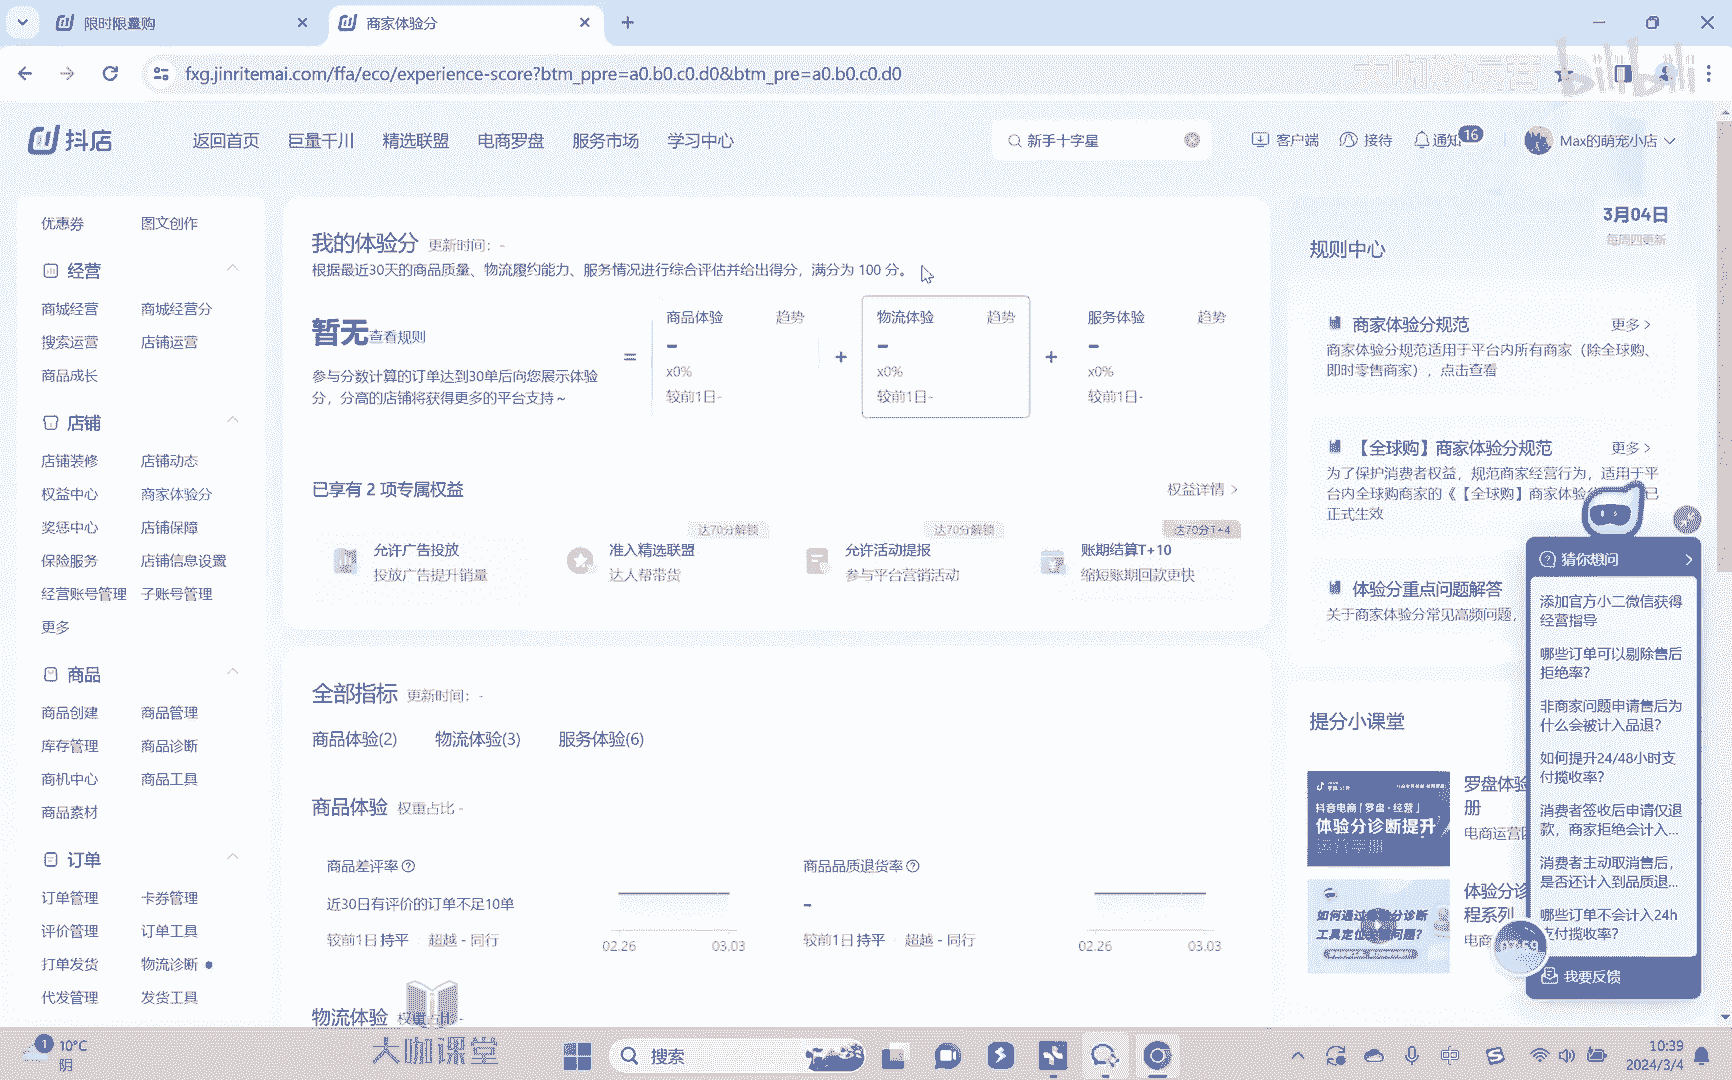 限时限量购
商家体验分
fxg.jinritemai.com/ffa/eco/experience-score?btm_ppre=a0.b0.c0.d0&btm_pre=a0.b0.c0.d0
bilibili
抖店
返回首页 巨量千川 精选联盟 电商罗盘 服务市场 学习中心
新手十字星
客户端 接待 通知 16 Max的萌宠小店
优惠券 图文创作
经营
商城经营 商城经营分
搜索运营 店铺运营
商品成长
店铺
店铺装修 店铺动态
权益中心 商家体验分
奖惩中心 店铺保障
保险服务 店铺信息设置
经营账号管理 子账号管理
更多
商品
商品创建 商品管理
库存管理 商品诊断
商机中心 商品工具
商品素材
订单
订单管理 卡券管理
评价管理 订单工具
打单发货 物流诊断
代发管理 发货工具
我的体验分 更新时间：-
根据最近30天的商品质量、物流履约能力、服务情况进行综合评估并给出得分，满分为 100 分。
暂无 查看规则
参与分数计算的订单达到30单后向您展示体验
分，分高的店铺将获得更多的平台支持～
=
商品体验 趋势
-
x0%
较前1日-
+
物流体验 趋势
-
x0%
较前1日-
+
服务体验 趋势
-
x0%
较前1日-
已享有 2 项专属权益 权益详情 >
允许广告投放
投放广告提升销量
达70分解锁
准入精选联盟
达人帮带货
达70分解锁
允许活动提报
参与平台营销活动
达70分T+4
账期结算T+10
缩短账期回款更快
全部指标 更新时间：-
商品体验(2) 物流体验(3) 服务体验(6)
商品体验 权重占比 -
商品差评率
近30日有评价的订单不足10单
较前1日 持平 超越 - 同行
02.26 03.03
商品品质退货率
-
较前1日 持平 超越 - 同行
02.26 03.03
物流体验
3月04日
每周四更新
规则中心
商家体验分规范 更多 >
商家体验分规范适用于平台内所有商家（除全球购、
即时零售商家），点击查看
【全球购】商家体验分规范 更多 >
为了保护消费者权益，规范商家经营行为，适用于平
台内全球购商家的《【全球购】商家体验
正式生效
体验分重点问题解答
关于商家体验分常见高频问题，
提分小课堂
抖音电商「罗盘·经营」
体验分诊断提升
运营手册
罗盘体验
册
电商运营
如何通过体验分诊断
工具定位关键问题？
体验分诊
程系列
电商
猜你想问 >
添加官方小二微信获得
经营指导
哪些订单可以剔除售后
拒绝率？
非商家问题申请售后为
什么会被计入品退？
如何提升24/48小时支
付揽收率？
消费者签收后申请仅退
款，商家拒绝会计入...
消费者主动取消售后，
是否还计入到品质退...
哪些订单不会计入24h
支付揽收率？
07:59
我要反馈
大咖课堂
1 10°C
阴
搜索
中
10:39
2024/3/4